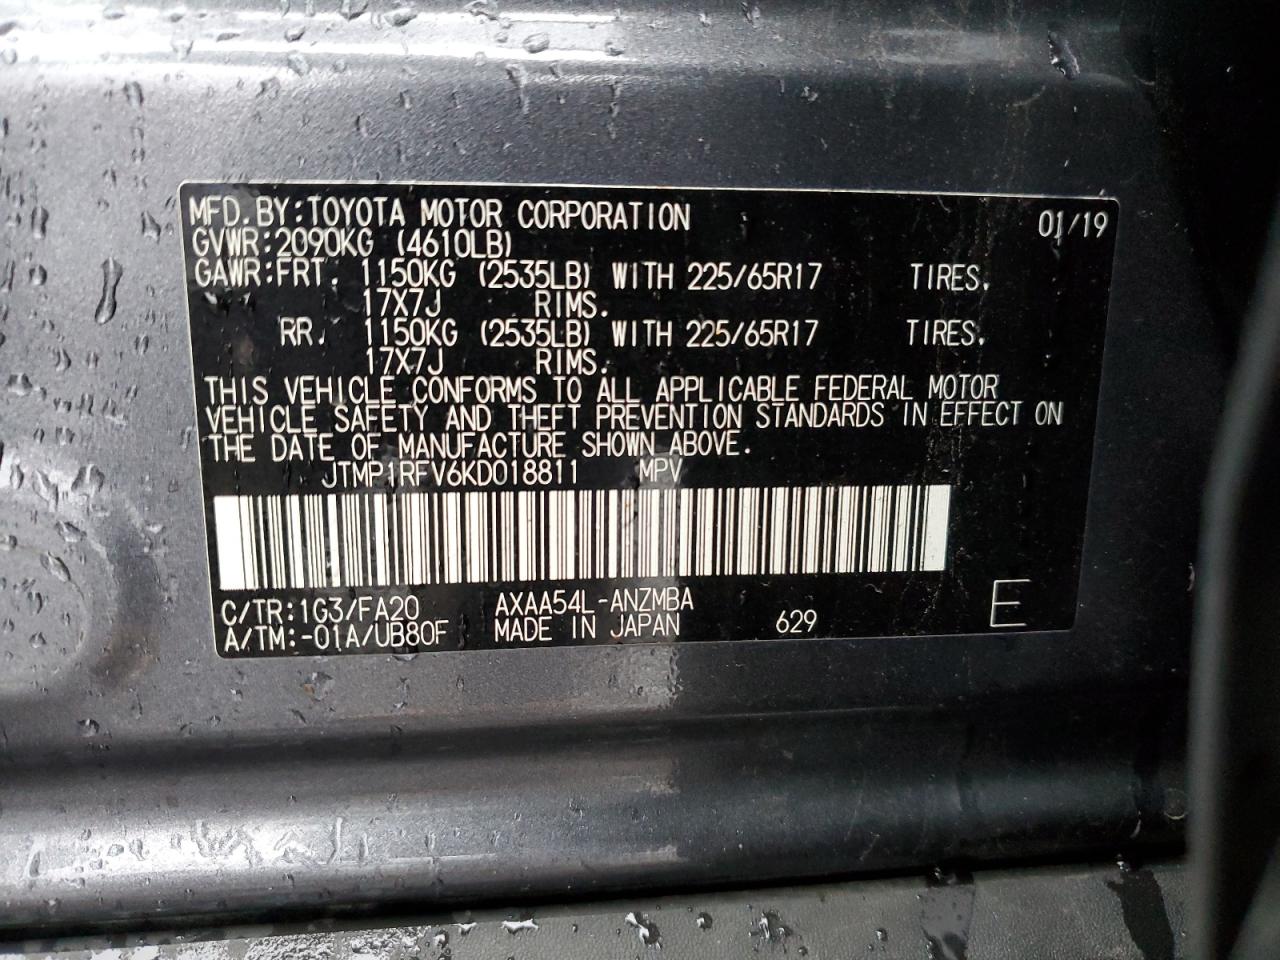 MFD.BY:TOYOTA MOTOR CORPORATION 01/19
GVWR:2090KG (4610LB)
GAWR:FRT. 1150KG (2535LB) WITH 225/65R17 TIRES.
17X7J RIMS.
RR. 1150KG (2535LB) WITH 225/65R17 TIRES.
17X7J RIMS.
THIS VEHICLE CONFORMS TO ALL APPLICABLE FEDERAL MOTOR
VEHICLE SAFETY AND THEFT PREVENTION STANDARDS IN EFFECT ON
THE DATE OF MANUFACTURE SHOWN ABOVE.
JTMP1RFV6KD018811 MPV
C/TR:1G3/FA20 AXAA54L-ANZMBA
A/TM:-01A/UB80F MADE IN JAPAN 629 E